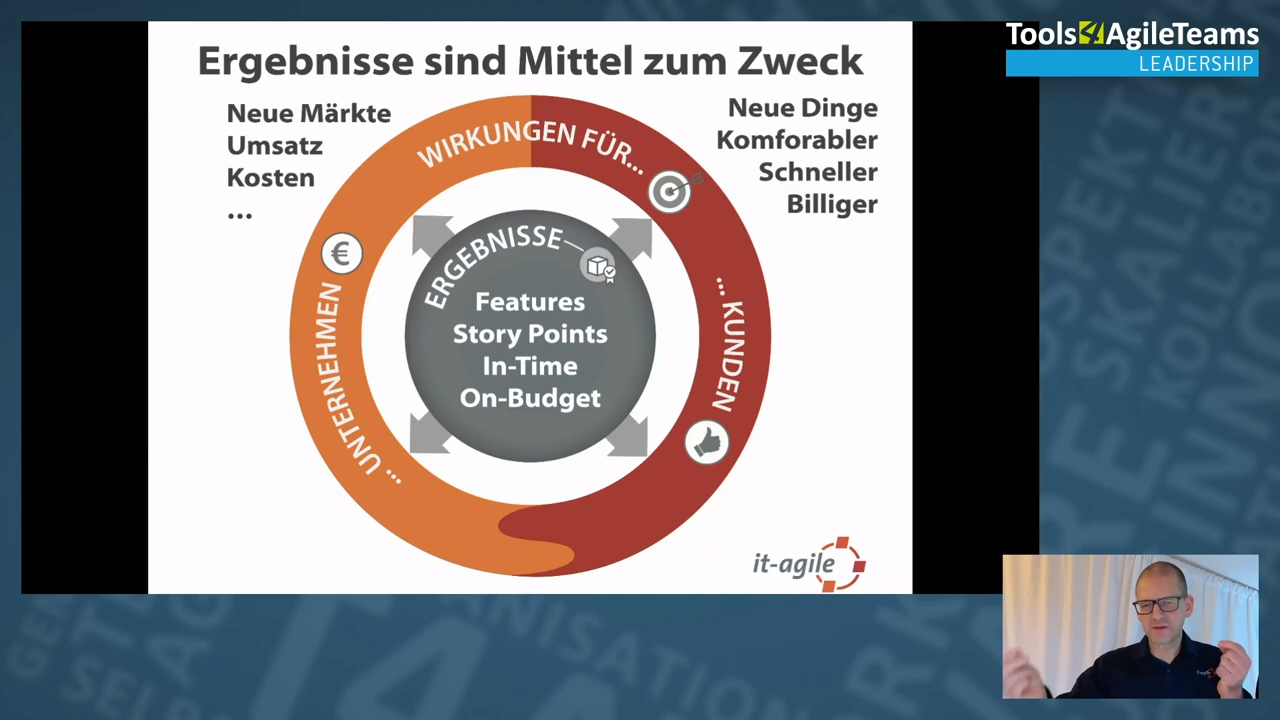 Tools4AgileTeams
LEADERSHIP
Ergebnisse sind Mittel zum Zweck
Neue Märkte
Umsatz
Kosten
...
Neue Dinge
Komforabler
Schneller
Billiger
WIRKUNGEN FÜR...
... UNTERNEHMEN
€
... KUNDEN
ERGEBNISSE
Features
Story Points
In-Time
On-Budget
it-agile